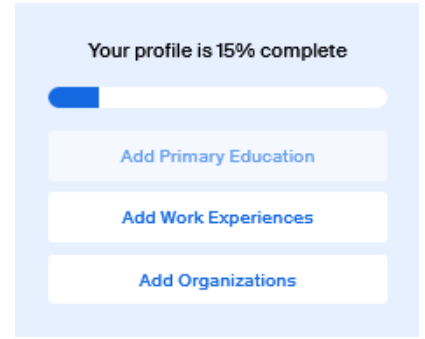 Your profile is 15% complete
Add Primary Education
Add Work Experiences
Add Organizations